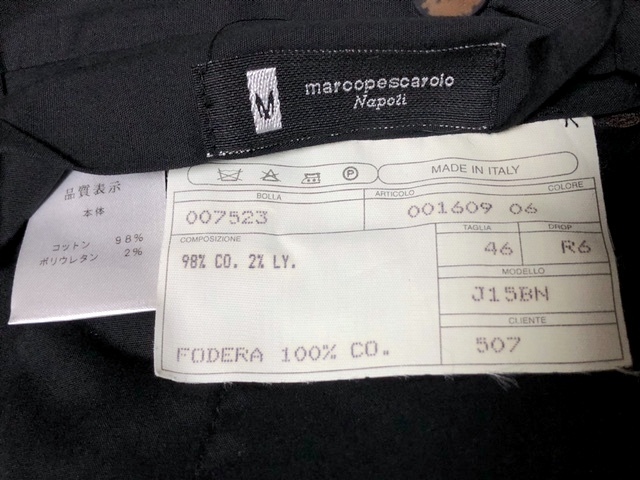 M
marcopescarolo
Napoli
P
MADE IN ITALY
BOLLA
007523
ARTICOLO
COLORE
001609 06
COMPOSIZIONE
98% CO. 2% LY.
FODERA 100% CO.
TAGLIA
46
DROP
R6
MODELLO
J15BN
CLIENTE
507
品質表示
本体
コットン 98%
ポリウレタン 2%